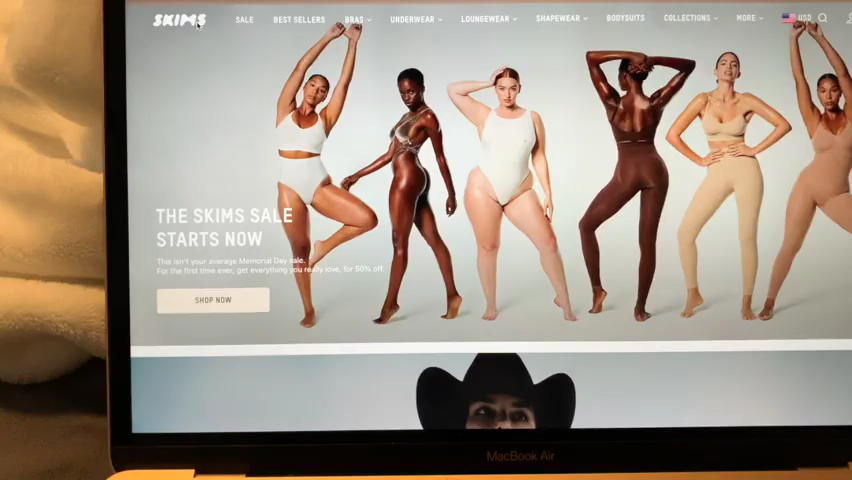 SKIMS
SALE BEST SELLERS BRAS UNDERWEAR LOUNGEWEAR SHAPEWEAR BODYSUITS COLLECTIONS MORE USD
THE SKIMS SALE
STARTS NOW
This isn't your average Memorial Day sale.
For the first time ever, get everything you really love, for 50% off.
SHOP NOW
MacBook Air